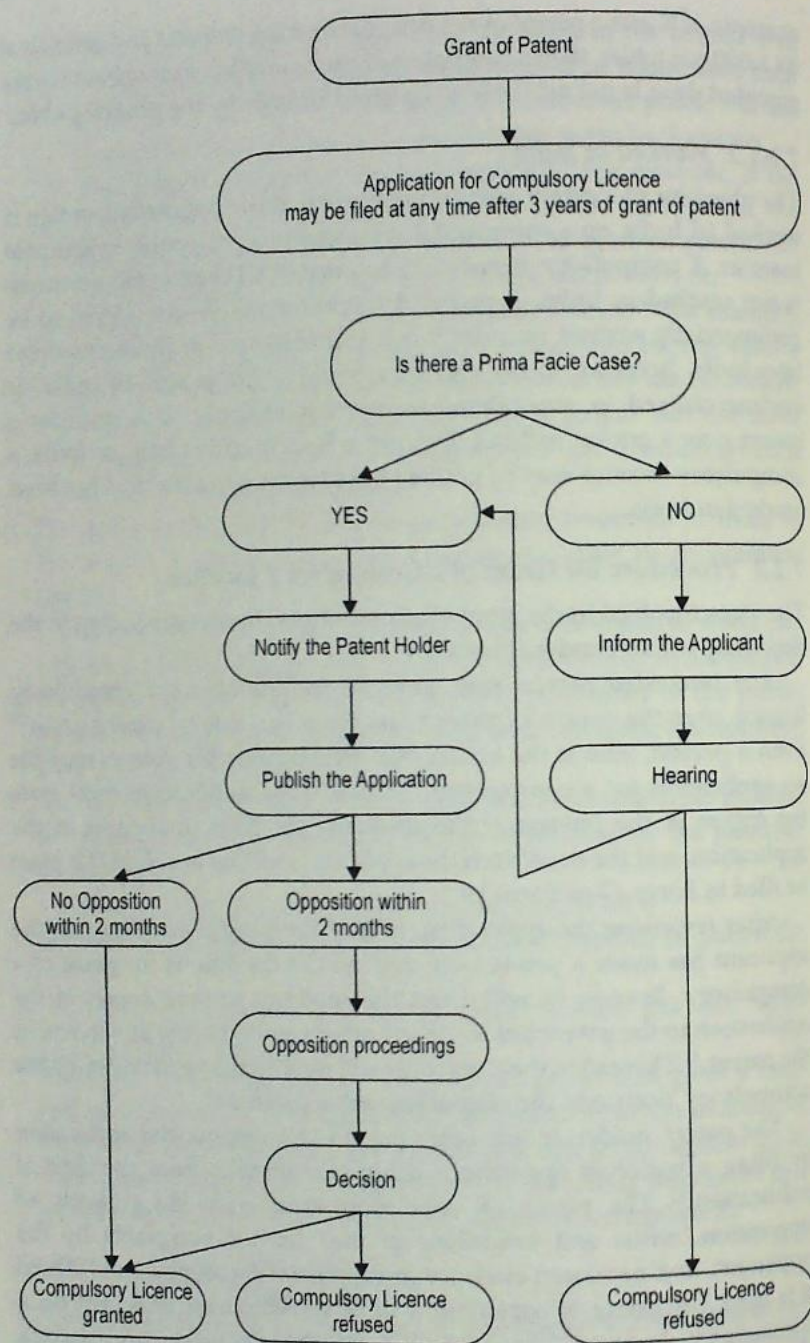 Grant of Patent
Application for Compulsory Licence
may be filed at any time after 3 years of grant of patent
Is there a Prima Facie Case?
YES
NO
Notify the Patent Holder
Inform the Applicant
Publish the Application
Hearing
No Opposition
within 2 months
Opposition within
2 months
Opposition proceedings
Decision
Compulsory Licence
granted
Compulsory Licence
refused
Compulsory Licence
refused